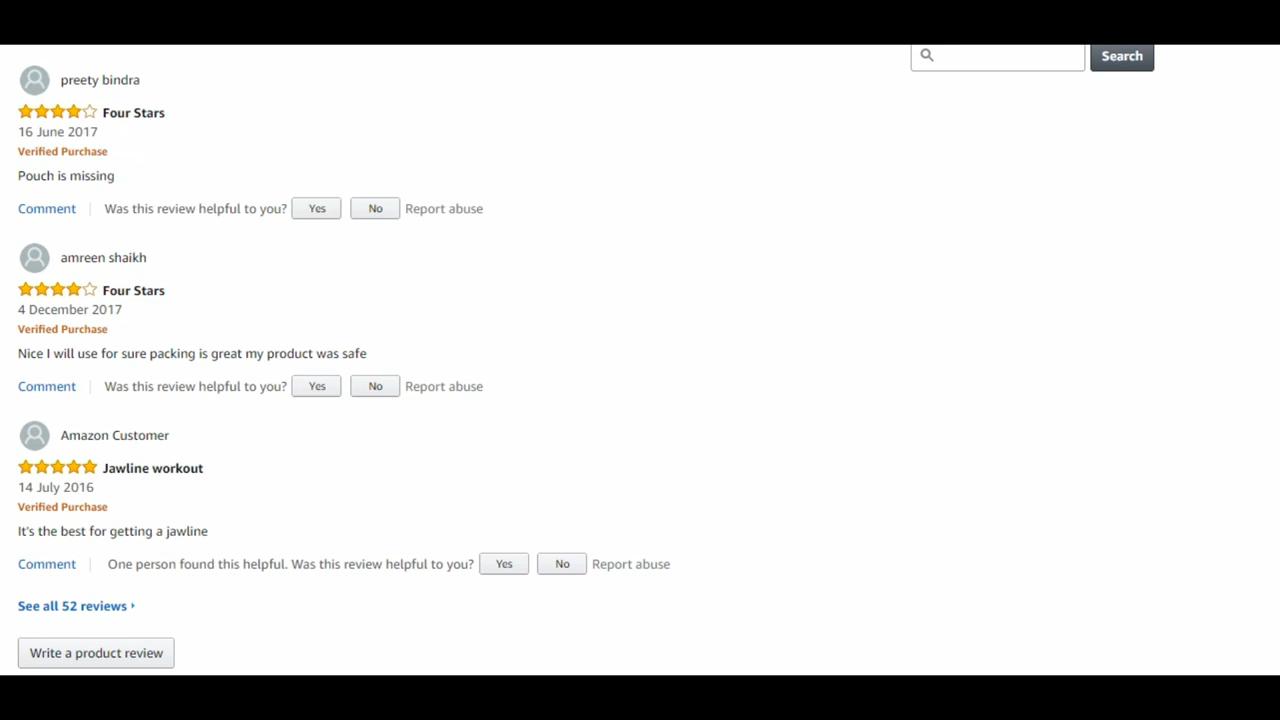 Search
preety bindra
Four Stars
16 June 2017
Verified Purchase
Pouch is missing
Comment Was this review helpful to you? Yes No Report abuse
amreen shaikh
Four Stars
4 December 2017
Verified Purchase
Nice I will use for sure packing is great my product was safe
Comment Was this review helpful to you? Yes No Report abuse
Amazon Customer
Jawline workout
14 July 2016
Verified Purchase
It's the best for getting a jawline
Comment One person found this helpful. Was this review helpful to you? Yes No Report abuse
See all 52 reviews
Write a product review